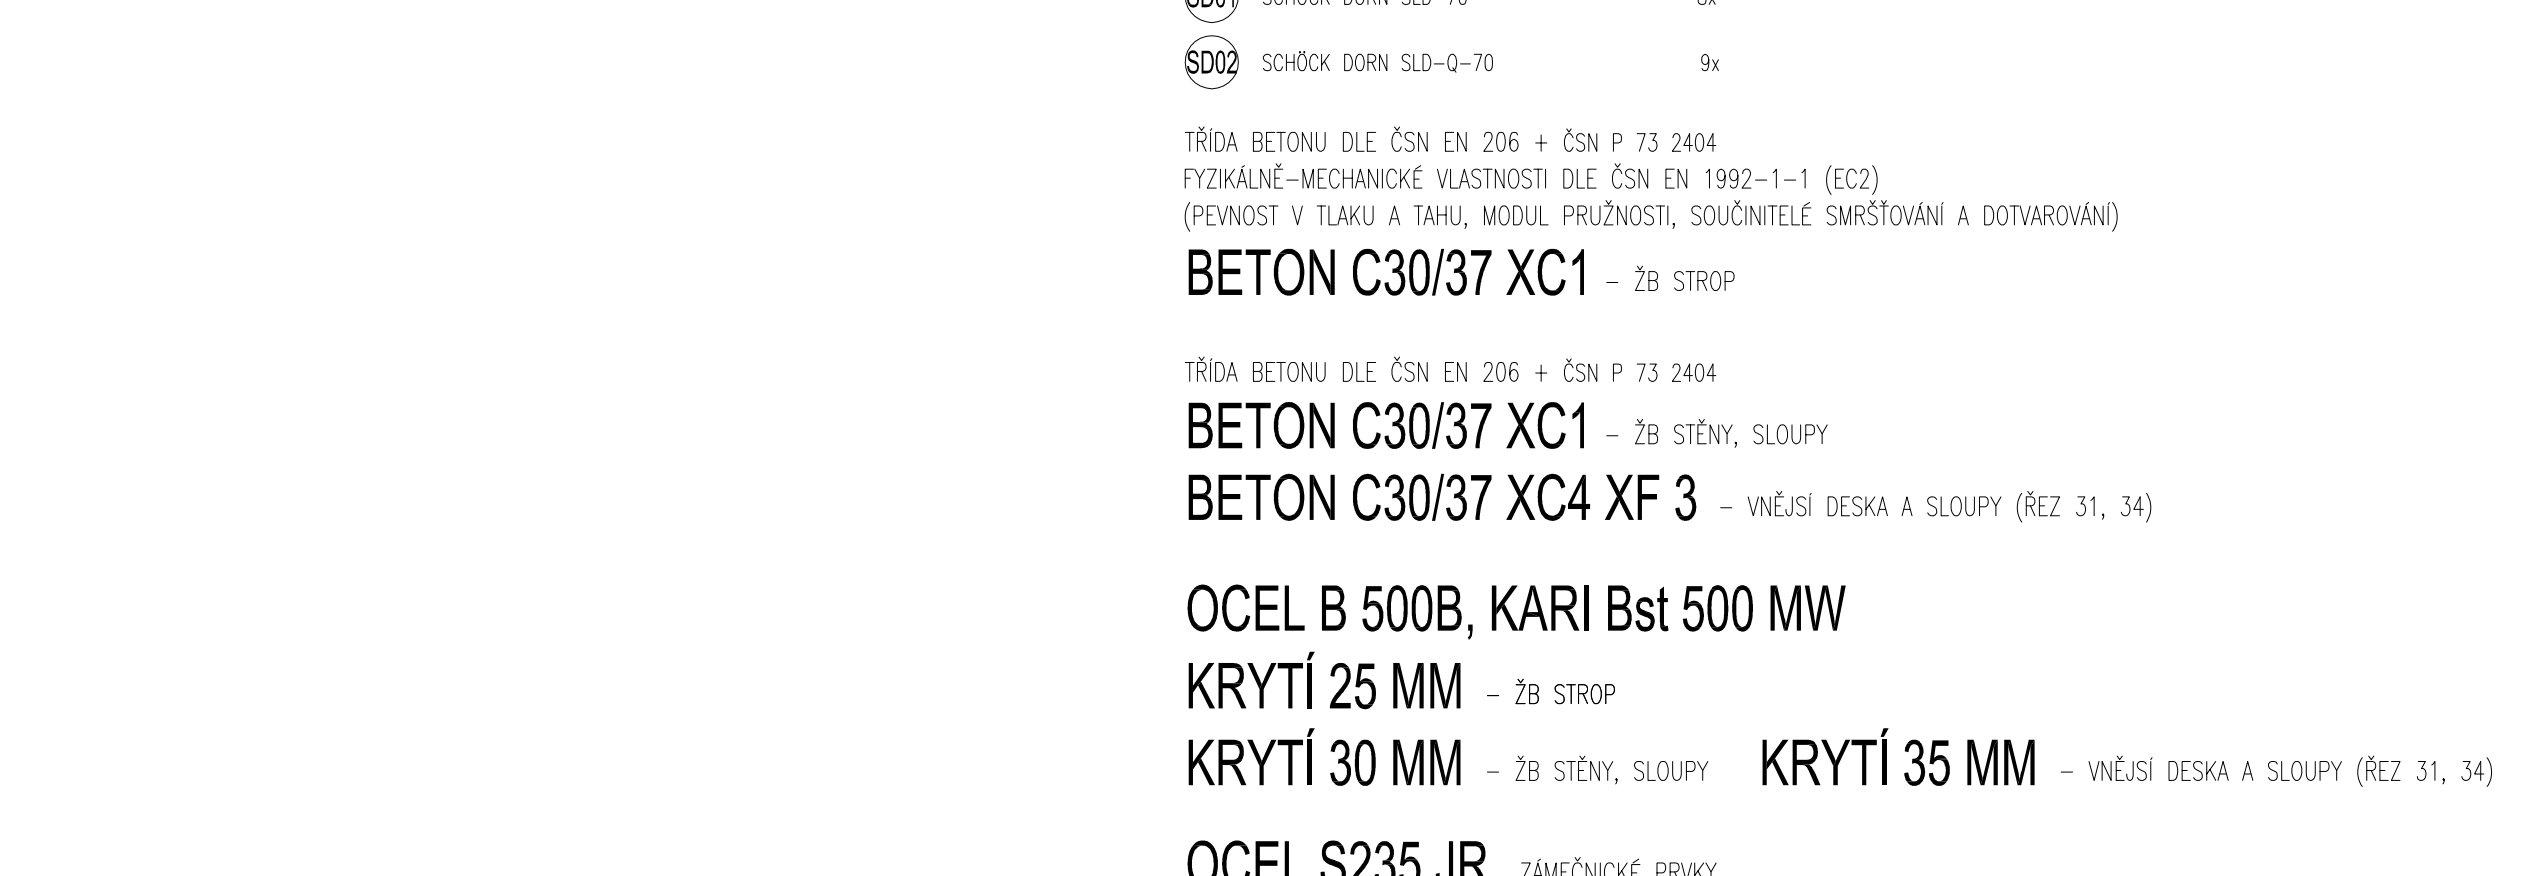 SD01 SCHÖCK DORN SLD-70
SD02 SCHÖCK DORN SLD-Q-70 9x
TŘÍDA BETONU DLE ČSN EN 206 + ČSN P 73 2404
FYZIKÁLNĚ-MECHANICKÉ VLASTNOSTI DLE ČSN EN 1992-1-1 (EC2)
(PEVNOST V TLAKU A TAHU, MODUL PRUŽNOSTI, SOUČINITELÉ SMRŠŤOVÁNÍ A DOTVAROVÁNÍ)
BETON C30/37 XC1 - ŽB STROP
TŘÍDA BETONU DLE ČSN EN 206 + ČSN P 73 2404
BETON C30/37 XC1 - ŽB STĚNY, SLOUPY
BETON C30/37 XC4 XF 3 - VNĚJSÍ DESKA A SLOUPY (ŘEZ 31, 34)
OCEL B 500B, KARI Bst 500 MW
KRYTÍ 25 MM - ŽB STROP
KRYTÍ 30 MM - ŽB STĚNY, SLOUPY KRYTÍ 35 MM - VNĚJSÍ DESKA A SLOUPY (ŘEZ 31, 34)
OCEL S235 JR ZÁMEČNICKÉ PRVKY